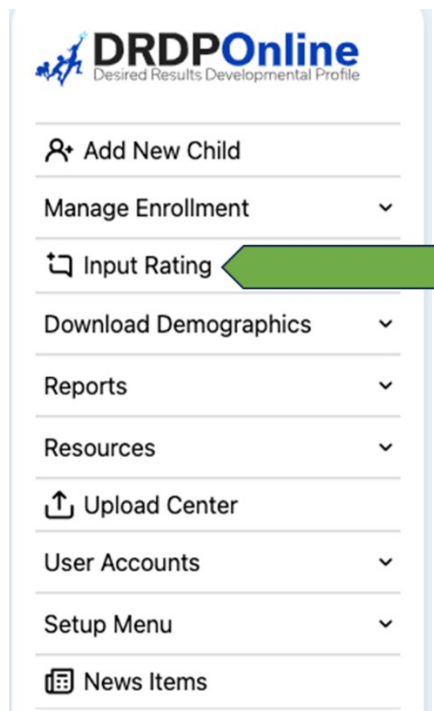 DRDPOnline
Desired Results Developmental Profile
Add New Child
Manage Enrollment
Input Rating
Download Demographics
Reports
Resources
Upload Center
User Accounts
Setup Menu
News Items